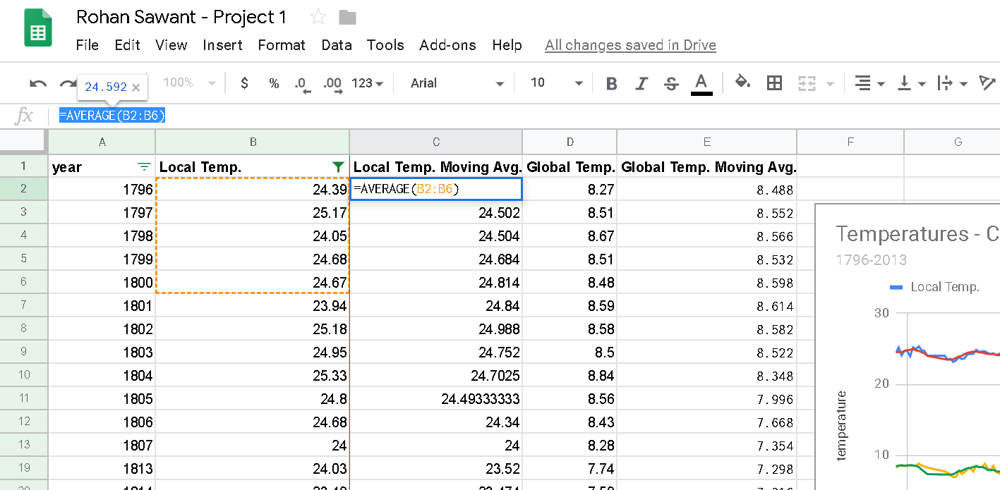 Rohan Sawant - Project 1
File Edit View Insert Format Data Tools Add-ons Help All changes saved in Drive
24.592 × 100% $ % .0 .00 123 Arial 10 B I S A
fx =AVERAGE(B2:B6)
A B C D E F G
1 year Local Temp. Local Temp. Moving Avg. Global Temp. Global Temp. Moving Avg.
2 1796 24.39 =AVERAGE(B2:B6) 8.27 8.488
3 1797 25.17 24.502 8.51 8.552
4 1798 24.05 24.504 8.67 8.566
5 1799 24.68 24.684 8.51 8.532
6 1800 24.67 24.814 8.48 8.598
7 1801 23.94 24.84 8.59 8.614
8 1802 25.18 24.988 8.58 8.582
9 1803 24.95 24.752 8.5 8.522
10 1804 25.33 24.7025 8.84 8.348
11 1805 24.8 24.49333333 8.56 7.996
12 1806 24.68 24.34 8.43 7.668
13 1807 24 24 8.28 7.354
19 1813 24.03 23.52 7.74 7.298
Temperatures - C
1796-2013
Local Temp.
30
20
10
temperature